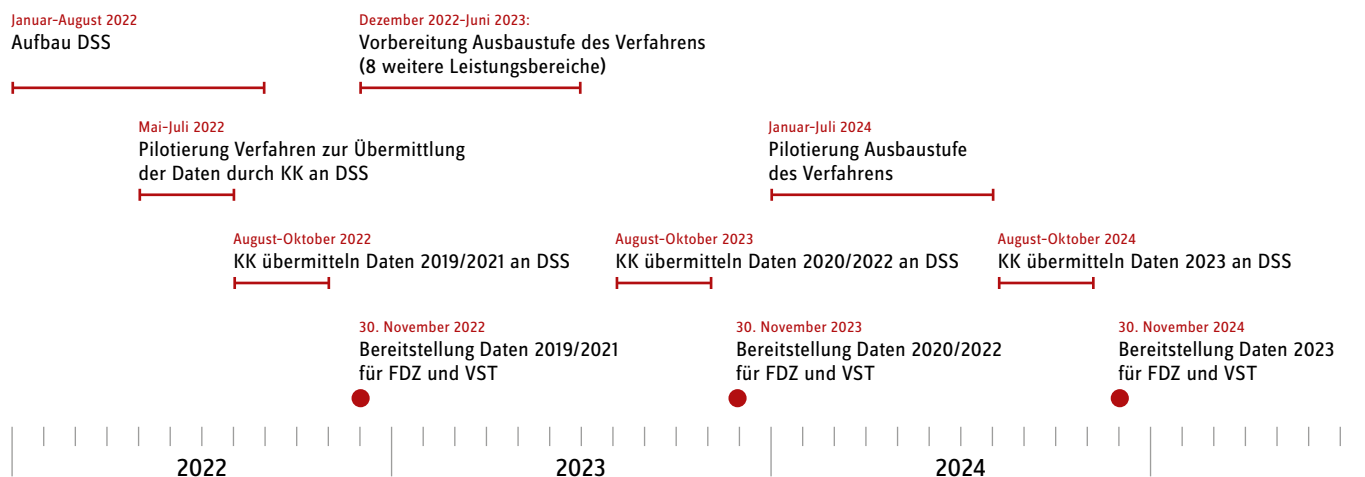 Januar–August 2022
Aufbau DSS
Dezember 2022–Juni 2023:
Vorbereitung Ausbaustufe des Verfahrens
(8 weitere Leistungsbereiche)
Mai–Juli 2022
Pilotierung Verfahren zur Übermittlung
der Daten durch KK an DSS
Januar–Juli 2024
Pilotierung Ausbaustufe
des Verfahrens
August–Oktober 2022
KK übermitteln Daten 2019/2021 an DSS
August–Oktober 2023
KK übermitteln Daten 2020/2022 an DSS
August–Oktober 2024
KK übermitteln Daten 2023 an DSS
30. November 2022
Bereitstellung Daten 2019/2021
für FDZ und VST
30. November 2023
Bereitstellung Daten 2020/2022
für FDZ und VST
30. November 2024
Bereitstellung Daten 2023
für FDZ und VST
2022
2023
2024